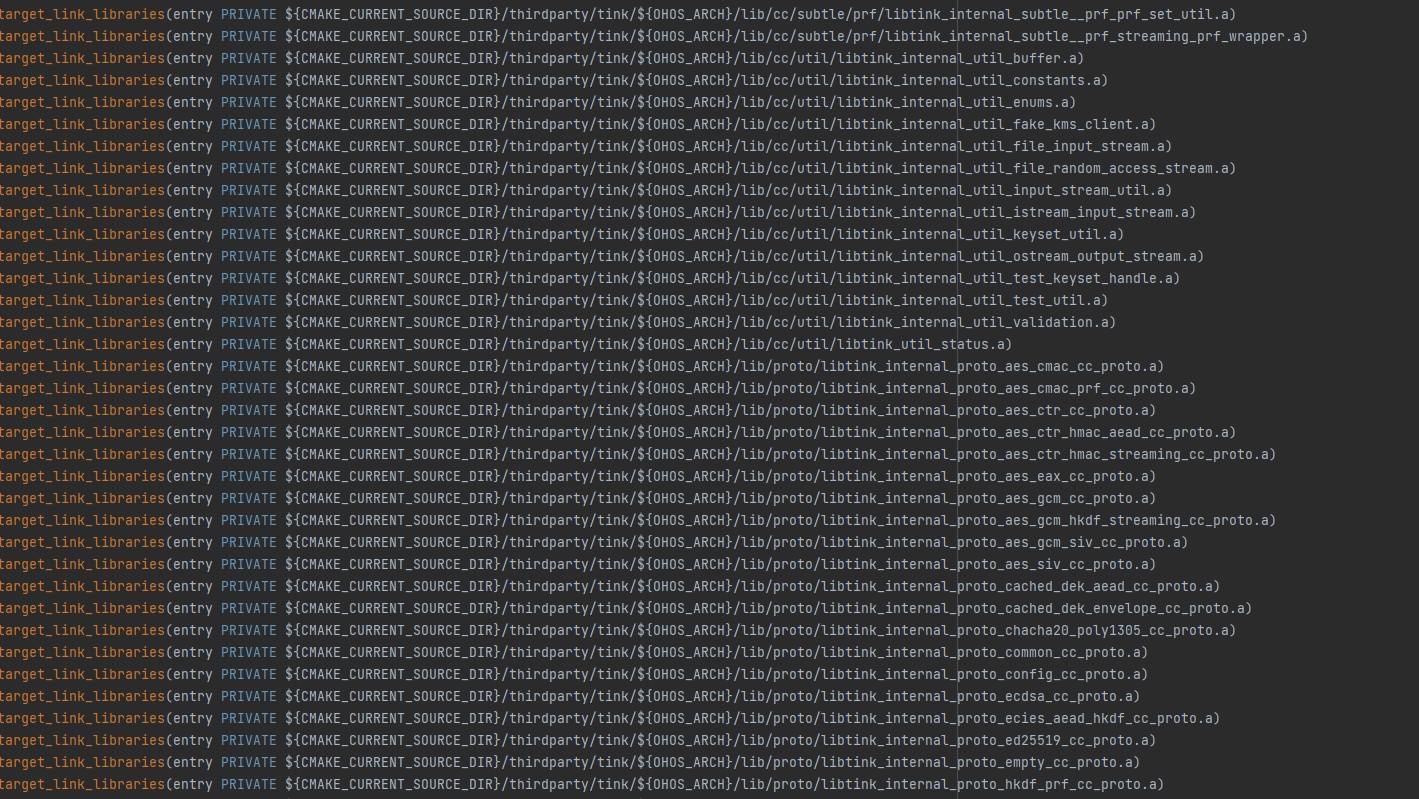 target_link_libraries(entry PRIVATE ${CMAKE_CURRENT_SOURCE_DIR}/thirdparty/tink/${OHOS_ARCH}/lib/cc/subtle/prf/libtink_internal_subtle__prf_prf_set_util.a)
target_link_libraries(entry PRIVATE ${CMAKE_CURRENT_SOURCE_DIR}/thirdparty/tink/${OHOS_ARCH}/lib/cc/subtle/prf/libtink_internal_subtle__prf_streaming_prf_wrapper.a)
target_link_libraries(entry PRIVATE ${CMAKE_CURRENT_SOURCE_DIR}/thirdparty/tink/${OHOS_ARCH}/lib/cc/util/libtink_internal_util_buffer.a)
target_link_libraries(entry PRIVATE ${CMAKE_CURRENT_SOURCE_DIR}/thirdparty/tink/${OHOS_ARCH}/lib/cc/util/libtink_internal_util_constants.a)
target_link_libraries(entry PRIVATE ${CMAKE_CURRENT_SOURCE_DIR}/thirdparty/tink/${OHOS_ARCH}/lib/cc/util/libtink_internal_util_enums.a)
target_link_libraries(entry PRIVATE ${CMAKE_CURRENT_SOURCE_DIR}/thirdparty/tink/${OHOS_ARCH}/lib/cc/util/libtink_internal_util_fake_kms_client.a)
target_link_libraries(entry PRIVATE ${CMAKE_CURRENT_SOURCE_DIR}/thirdparty/tink/${OHOS_ARCH}/lib/cc/util/libtink_internal_util_file_input_stream.a)
target_link_libraries(entry PRIVATE ${CMAKE_CURRENT_SOURCE_DIR}/thirdparty/tink/${OHOS_ARCH}/lib/cc/util/libtink_internal_util_file_random_access_stream.a)
target_link_libraries(entry PRIVATE ${CMAKE_CURRENT_SOURCE_DIR}/thirdparty/tink/${OHOS_ARCH}/lib/cc/util/libtink_internal_util_input_stream_util.a)
target_link_libraries(entry PRIVATE ${CMAKE_CURRENT_SOURCE_DIR}/thirdparty/tink/${OHOS_ARCH}/lib/cc/util/libtink_internal_util_istream_input_stream.a)
target_link_libraries(entry PRIVATE ${CMAKE_CURRENT_SOURCE_DIR}/thirdparty/tink/${OHOS_ARCH}/lib/cc/util/libtink_internal_util_keyset_util.a)
target_link_libraries(entry PRIVATE ${CMAKE_CURRENT_SOURCE_DIR}/thirdparty/tink/${OHOS_ARCH}/lib/cc/util/libtink_internal_util_ostream_output_stream.a)
target_link_libraries(entry PRIVATE ${CMAKE_CURRENT_SOURCE_DIR}/thirdparty/tink/${OHOS_ARCH}/lib/cc/util/libtink_internal_util_test_keyset_handle.a)
target_link_libraries(entry PRIVATE ${CMAKE_CURRENT_SOURCE_DIR}/thirdparty/tink/${OHOS_ARCH}/lib/cc/util/libtink_internal_util_test_util.a)
target_link_libraries(entry PRIVATE ${CMAKE_CURRENT_SOURCE_DIR}/thirdparty/tink/${OHOS_ARCH}/lib/cc/util/libtink_internal_util_validation.a)
target_link_libraries(entry PRIVATE ${CMAKE_CURRENT_SOURCE_DIR}/thirdparty/tink/${OHOS_ARCH}/lib/cc/util/libtink_util_status.a)
target_link_libraries(entry PRIVATE ${CMAKE_CURRENT_SOURCE_DIR}/thirdparty/tink/${OHOS_ARCH}/lib/proto/libtink_internal_proto_aes_cmac_cc_proto.a)
target_link_libraries(entry PRIVATE ${CMAKE_CURRENT_SOURCE_DIR}/thirdparty/tink/${OHOS_ARCH}/lib/proto/libtink_internal_proto_aes_cmac_prf_cc_proto.a)
target_link_libraries(entry PRIVATE ${CMAKE_CURRENT_SOURCE_DIR}/thirdparty/tink/${OHOS_ARCH}/lib/proto/libtink_internal_proto_aes_ctr_cc_proto.a)
target_link_libraries(entry PRIVATE ${CMAKE_CURRENT_SOURCE_DIR}/thirdparty/tink/${OHOS_ARCH}/lib/proto/libtink_internal_proto_aes_ctr_hmac_aead_cc_proto.a)
target_link_libraries(entry PRIVATE ${CMAKE_CURRENT_SOURCE_DIR}/thirdparty/tink/${OHOS_ARCH}/lib/proto/libtink_internal_proto_aes_ctr_hmac_streaming_cc_proto.a)
target_link_libraries(entry PRIVATE ${CMAKE_CURRENT_SOURCE_DIR}/thirdparty/tink/${OHOS_ARCH}/lib/proto/libtink_internal_proto_aes_eax_cc_proto.a)
target_link_libraries(entry PRIVATE ${CMAKE_CURRENT_SOURCE_DIR}/thirdparty/tink/${OHOS_ARCH}/lib/proto/libtink_internal_proto_aes_gcm_cc_proto.a)
target_link_libraries(entry PRIVATE ${CMAKE_CURRENT_SOURCE_DIR}/thirdparty/tink/${OHOS_ARCH}/lib/proto/libtink_internal_proto_aes_gcm_hkdf_streaming_cc_proto.a)
target_link_libraries(entry PRIVATE ${CMAKE_CURRENT_SOURCE_DIR}/thirdparty/tink/${OHOS_ARCH}/lib/proto/libtink_internal_proto_aes_gcm_siv_cc_proto.a)
target_link_libraries(entry PRIVATE ${CMAKE_CURRENT_SOURCE_DIR}/thirdparty/tink/${OHOS_ARCH}/lib/proto/libtink_internal_proto_aes_siv_cc_proto.a)
target_link_libraries(entry PRIVATE ${CMAKE_CURRENT_SOURCE_DIR}/thirdparty/tink/${OHOS_ARCH}/lib/proto/libtink_internal_proto_cached_dek_aead_cc_proto.a)
target_link_libraries(entry PRIVATE ${CMAKE_CURRENT_SOURCE_DIR}/thirdparty/tink/${OHOS_ARCH}/lib/proto/libtink_internal_proto_cached_dek_envelope_cc_proto.a)
target_link_libraries(entry PRIVATE ${CMAKE_CURRENT_SOURCE_DIR}/thirdparty/tink/${OHOS_ARCH}/lib/proto/libtink_internal_proto_chacha20_poly1305_cc_proto.a)
target_link_libraries(entry PRIVATE ${CMAKE_CURRENT_SOURCE_DIR}/thirdparty/tink/${OHOS_ARCH}/lib/proto/libtink_internal_proto_common_cc_proto.a)
target_link_libraries(entry PRIVATE ${CMAKE_CURRENT_SOURCE_DIR}/thirdparty/tink/${OHOS_ARCH}/lib/proto/libtink_internal_proto_config_cc_proto.a)
target_link_libraries(entry PRIVATE ${CMAKE_CURRENT_SOURCE_DIR}/thirdparty/tink/${OHOS_ARCH}/lib/proto/libtink_internal_proto_ecdsa_cc_proto.a)
target_link_libraries(entry PRIVATE ${CMAKE_CURRENT_SOURCE_DIR}/thirdparty/tink/${OHOS_ARCH}/lib/proto/libtink_internal_proto_ecies_aead_hkdf_cc_proto.a)
target_link_libraries(entry PRIVATE ${CMAKE_CURRENT_SOURCE_DIR}/thirdparty/tink/${OHOS_ARCH}/lib/proto/libtink_internal_proto_ed25519_cc_proto.a)
target_link_libraries(entry PRIVATE ${CMAKE_CURRENT_SOURCE_DIR}/thirdparty/tink/${OHOS_ARCH}/lib/proto/libtink_internal_proto_empty_cc_proto.a)
target_link_libraries(entry PRIVATE ${CMAKE_CURRENT_SOURCE_DIR}/thirdparty/tink/${OHOS_ARCH}/lib/proto/libtink_internal_proto_hkdf_prf_cc_proto.a)